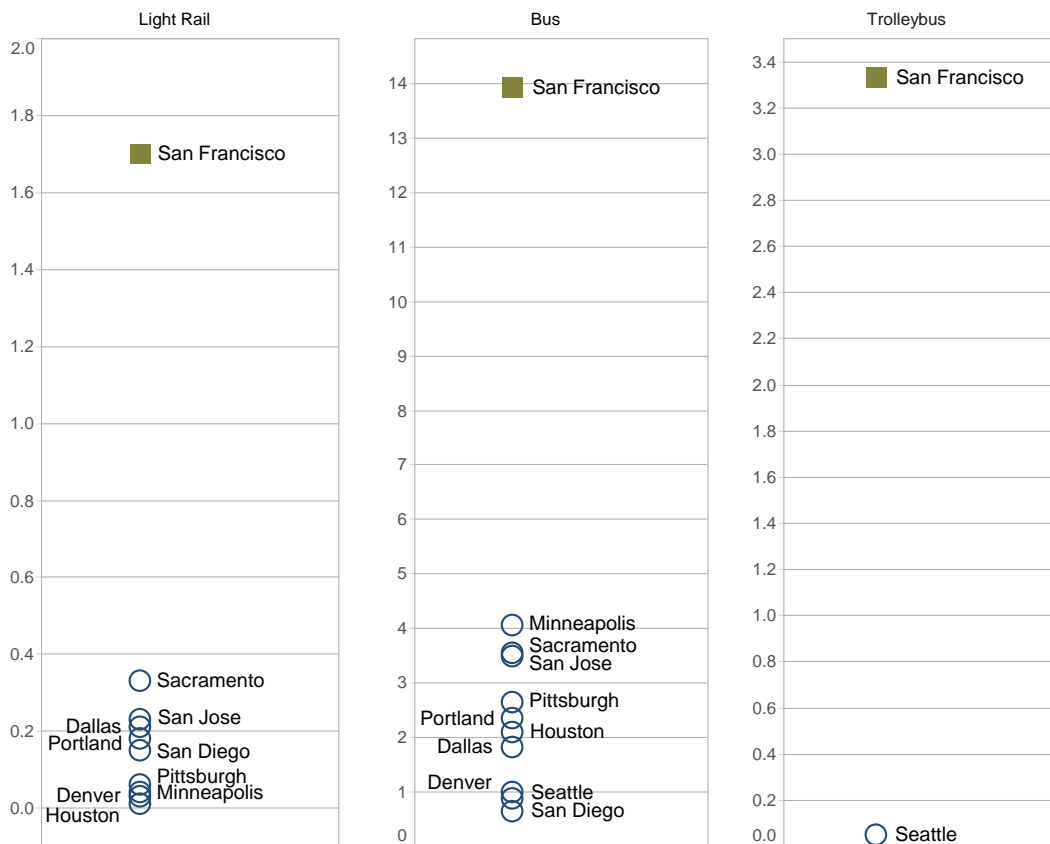 Light Rail
2.0
1.8
1.6
1.4
1.2
1.0
0.8
0.6
0.4
0.2
0.0
San Francisco
Sacramento
San Jose
Dallas
Portland
San Diego
Pittsburgh
Minneapolis
Denver
Houston
Bus
14
13
12
11
10
9
8
7
6
5
4
3
2
1
0
San Francisco
Minneapolis
Sacramento
San Jose
Pittsburgh
Portland
Houston
Dallas
Denver
Seattle
San Diego
Trolleybus
3.4
3.2
3.0
2.8
2.6
2.4
2.2
2.0
1.8
1.6
1.4
1.2
1.0
0.8
0.6
0.4
0.2
0.0
San Francisco
Seattle